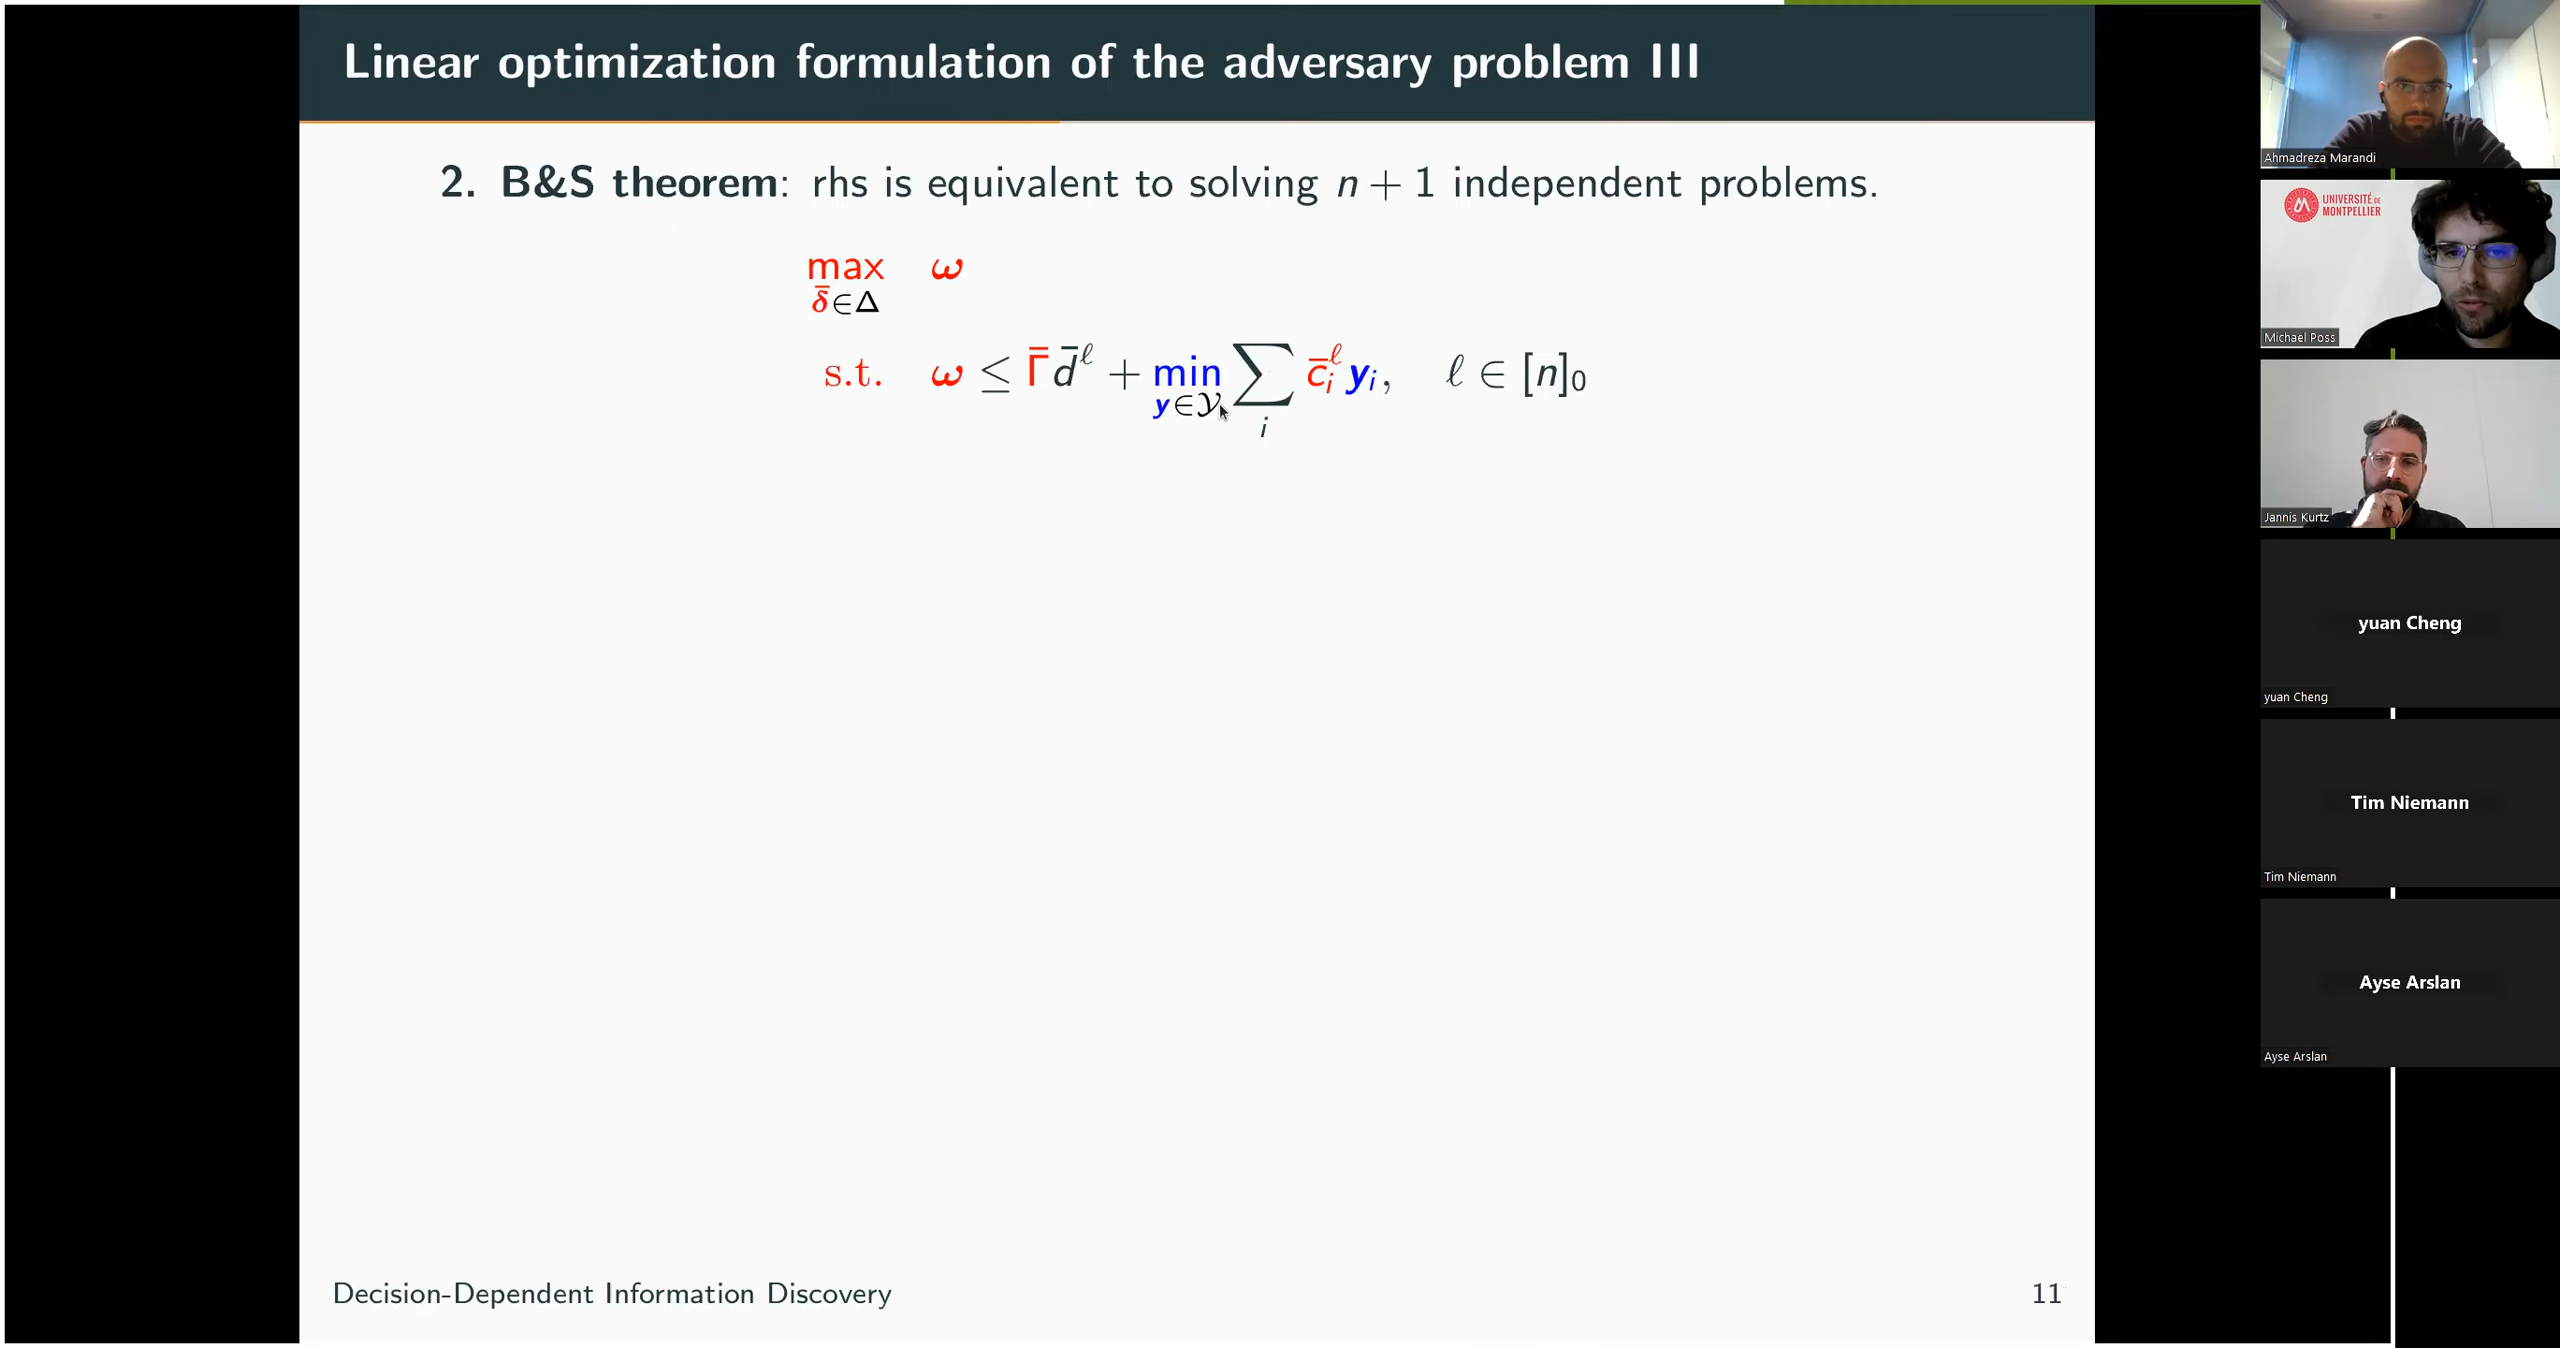 Linear optimization formulation of the adversary problem III
2. B&S theorem: rhs is equivalent to solving n + 1 independent problems.
max ω
δ̄∈Δ
s.t. ω ≤ Γ̄d̄^ℓ + min ∑ c̄_i^ℓ y_i, ℓ ∈ [n]_0
y∈𝒴 i
Decision-Dependent Information Discovery
11
Ahmadreza Marandi
UNIVERSITÉ DE
MONTPELLIER
Michael Poss
Jannis Kurtz
yuan Cheng
yuan Cheng
Tim Niemann
Tim Niemann
Ayse Arslan
Ayse Arslan